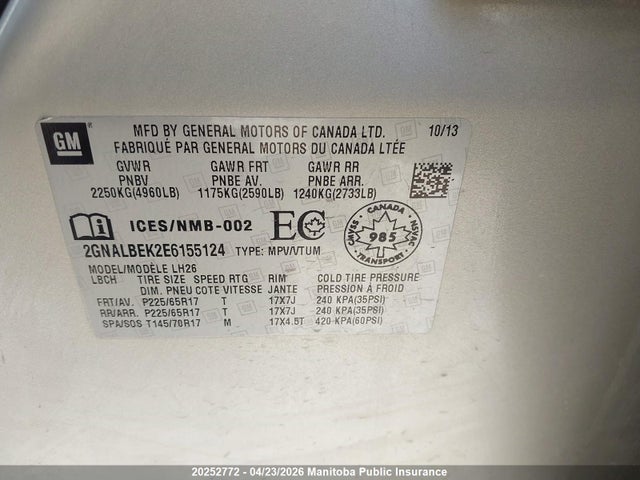 GM
MFD BY GENERAL MOTORS OF CANADA LTD. 10/13
FABRIQUÉ PAR GENERAL MOTORS DU CANADA LTÉE
GVWR GAWR FRT GAWR RR
PNBV PNBE AV. PNBE ARR.
2250KG(4960LB) 1175KG(2590LB) 1240KG(2733LB)
ICES/NMB-002 EC
CANADA
CMVSS 985 NSVAC
TRANSPORT
2GNALBEK2E6155124 TYPE: MPV/VTUM
MODEL/MODÈLE LH26
LBCH TIRE SIZE SPEED RTG RIM COLD TIRE PRESSURE
DIM. PNEU COTE VITESSE JANTE PRESSION À FROID
FRT/AV. P225/65R17 T 17X7J 240 KPA(35PSI)
RR/ARR. P225/65R17 T 17X7J 240 KPA(35PSI)
SPA/SOS T145/70R17 M 17X4.5T 420 KPA(60PSI)
20252772 - 04/23/2026 Manitoba Public Insurance